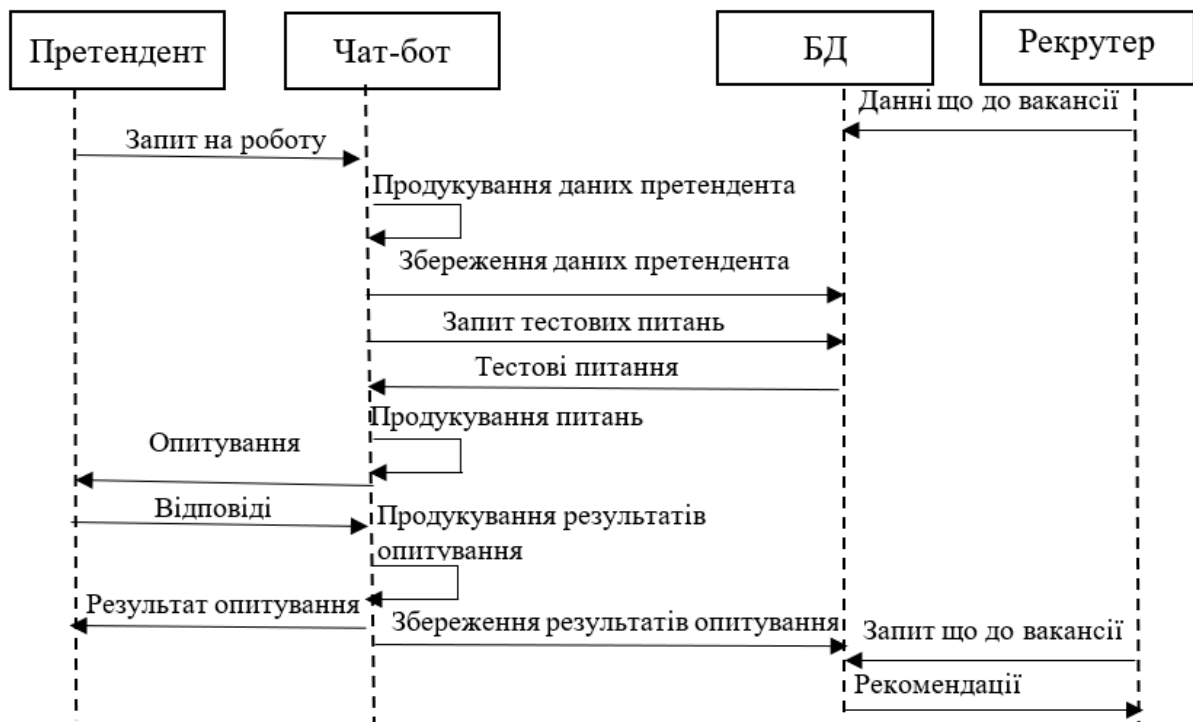 Претендент
Чат-бот
БД
Рекрутер
Данні що до вакансії
Запит на роботу
Продукування даних претендента
Збереження даних претендента
Запит тестових питань
Тестові питання
Продукування питань
Опитування
Відповіді
Продукування результатів
опитування
Результат опитування
Збереження результатів опитування
Запит що до вакансії
Рекомендації